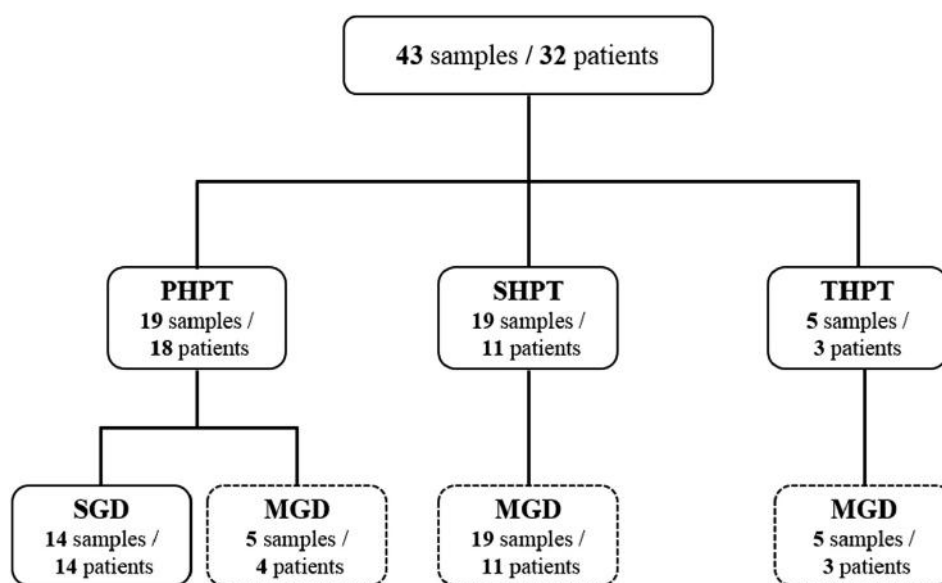 43 samples / 32 patients
PHPT
19 samples /
18 patients
SHPT
19 samples /
11 patients
THPT
5 samples /
3 patients
SGD
14 samples /
14 patients
MGD
5 samples /
4 patients
MGD
19 samples /
11 patients
MGD
5 samples /
3 patients